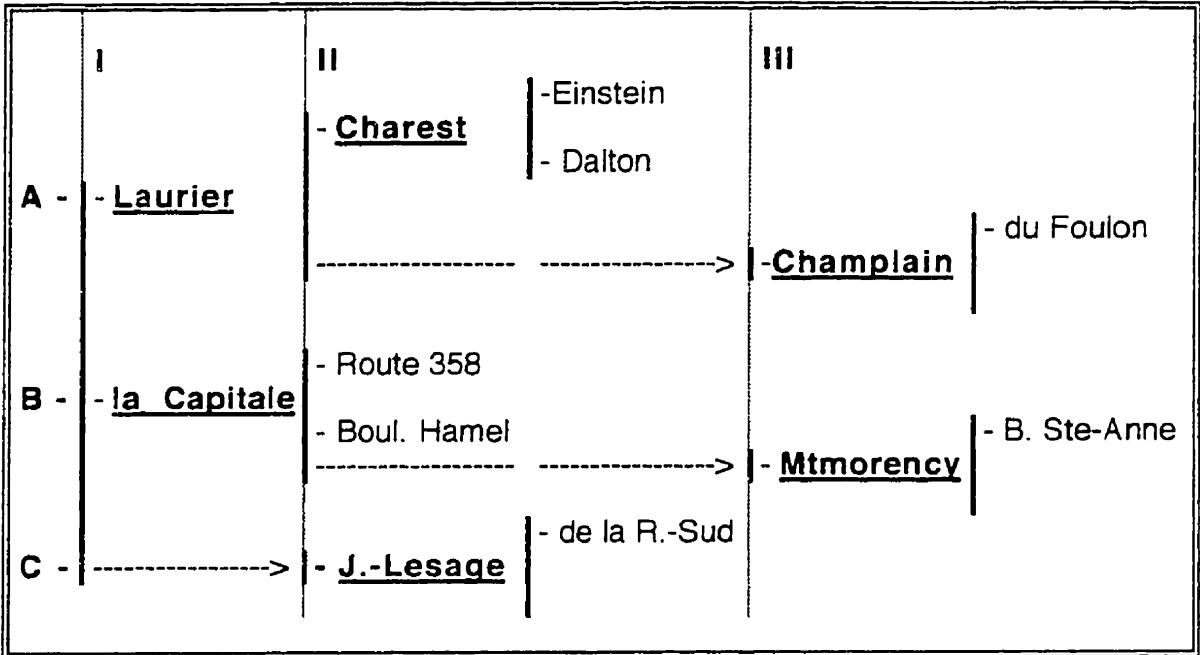 I II III
-Einstein
- Charest
- Dalton
A - - Laurier
- du Foulon
--------------------- -------------------> -Champlain
- Route 358
B - - la Capitale
- Boul. Hamel
- B. Ste-Anne
--------------------- -------------------> - Mtmorency
- de la R.-Sud
C - --------------------> - J.-Lesage